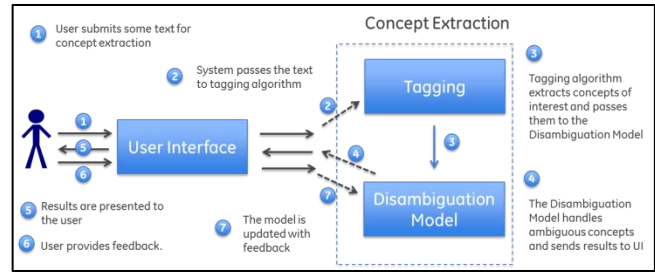 Concept Extraction
1
User submits some text for
concept extraction
2
System passes the text
to tagging algorithm
3
Tagging algorithm
extracts concepts of
interest and passes
them to the
Disambiguation Model
2
Tagging
1
5
6
User Interface
3
4
7
Disambiguation
Model
4
The Disambiguation
Model handles
ambiguous concepts
and sends results to UI
5
Results are presented to
the user
6
User provides feedback.
7
The model is
updated with
feedback